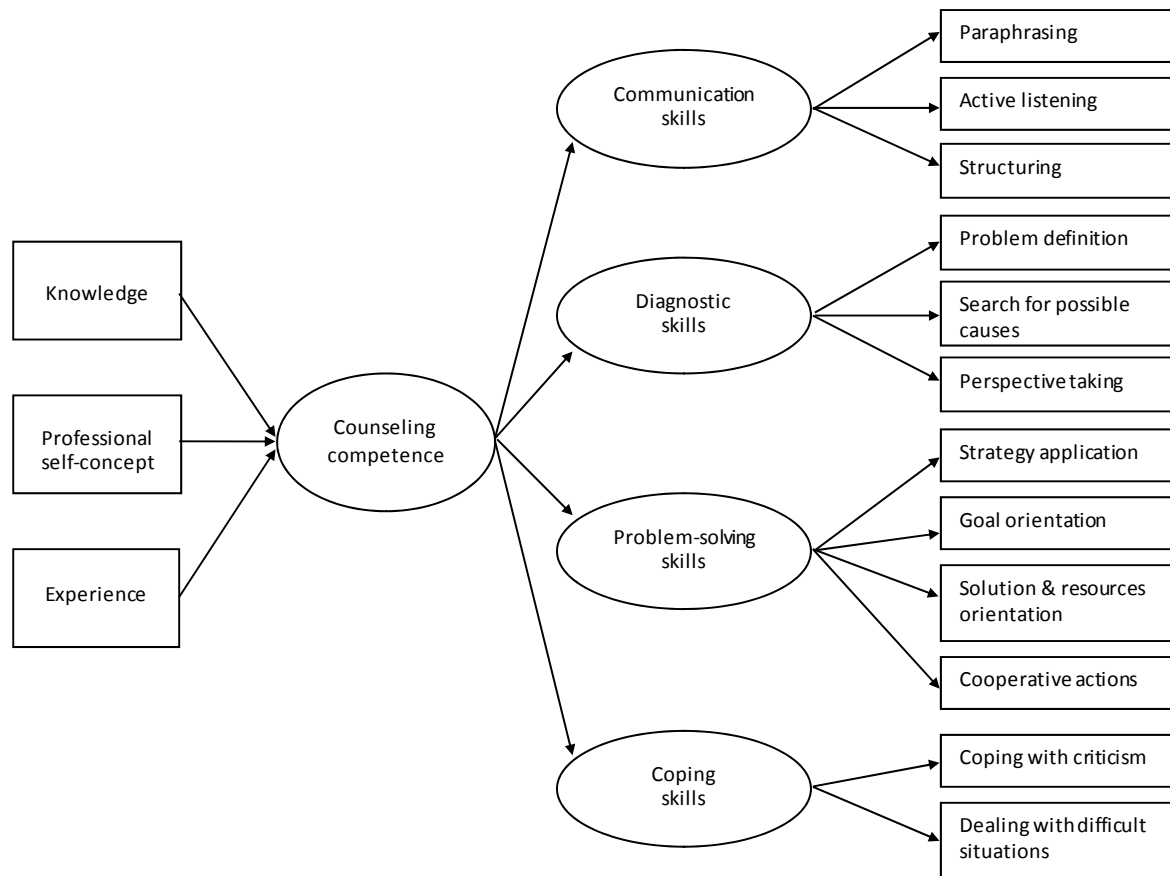 Knowledge
Professional
self-concept
Experience
Counseling
competence
Communication
skills
Diagnostic
skills
Problem-solving
skills
Coping
skills
Paraphrasing
Active listening
Structuring
Problem definition
Search for possible
causes
Perspective taking
Strategy application
Goal orientation
Solution & resources
orientation
Cooperative actions
Coping with criticism
Dealing with difficult
situations